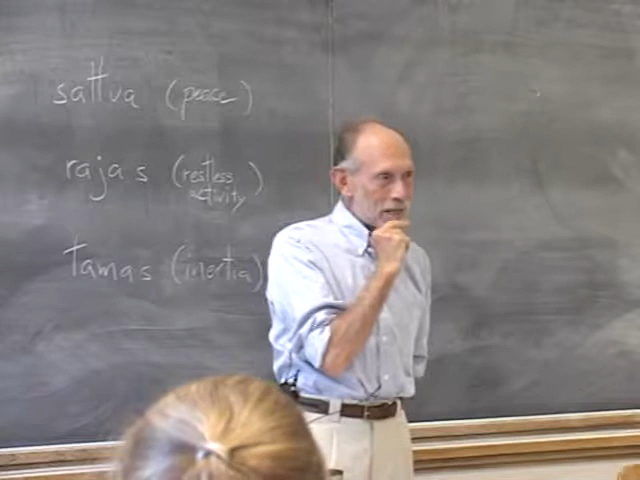 sattva (peace)
rajas (restless
activity)
tamas (inertia)